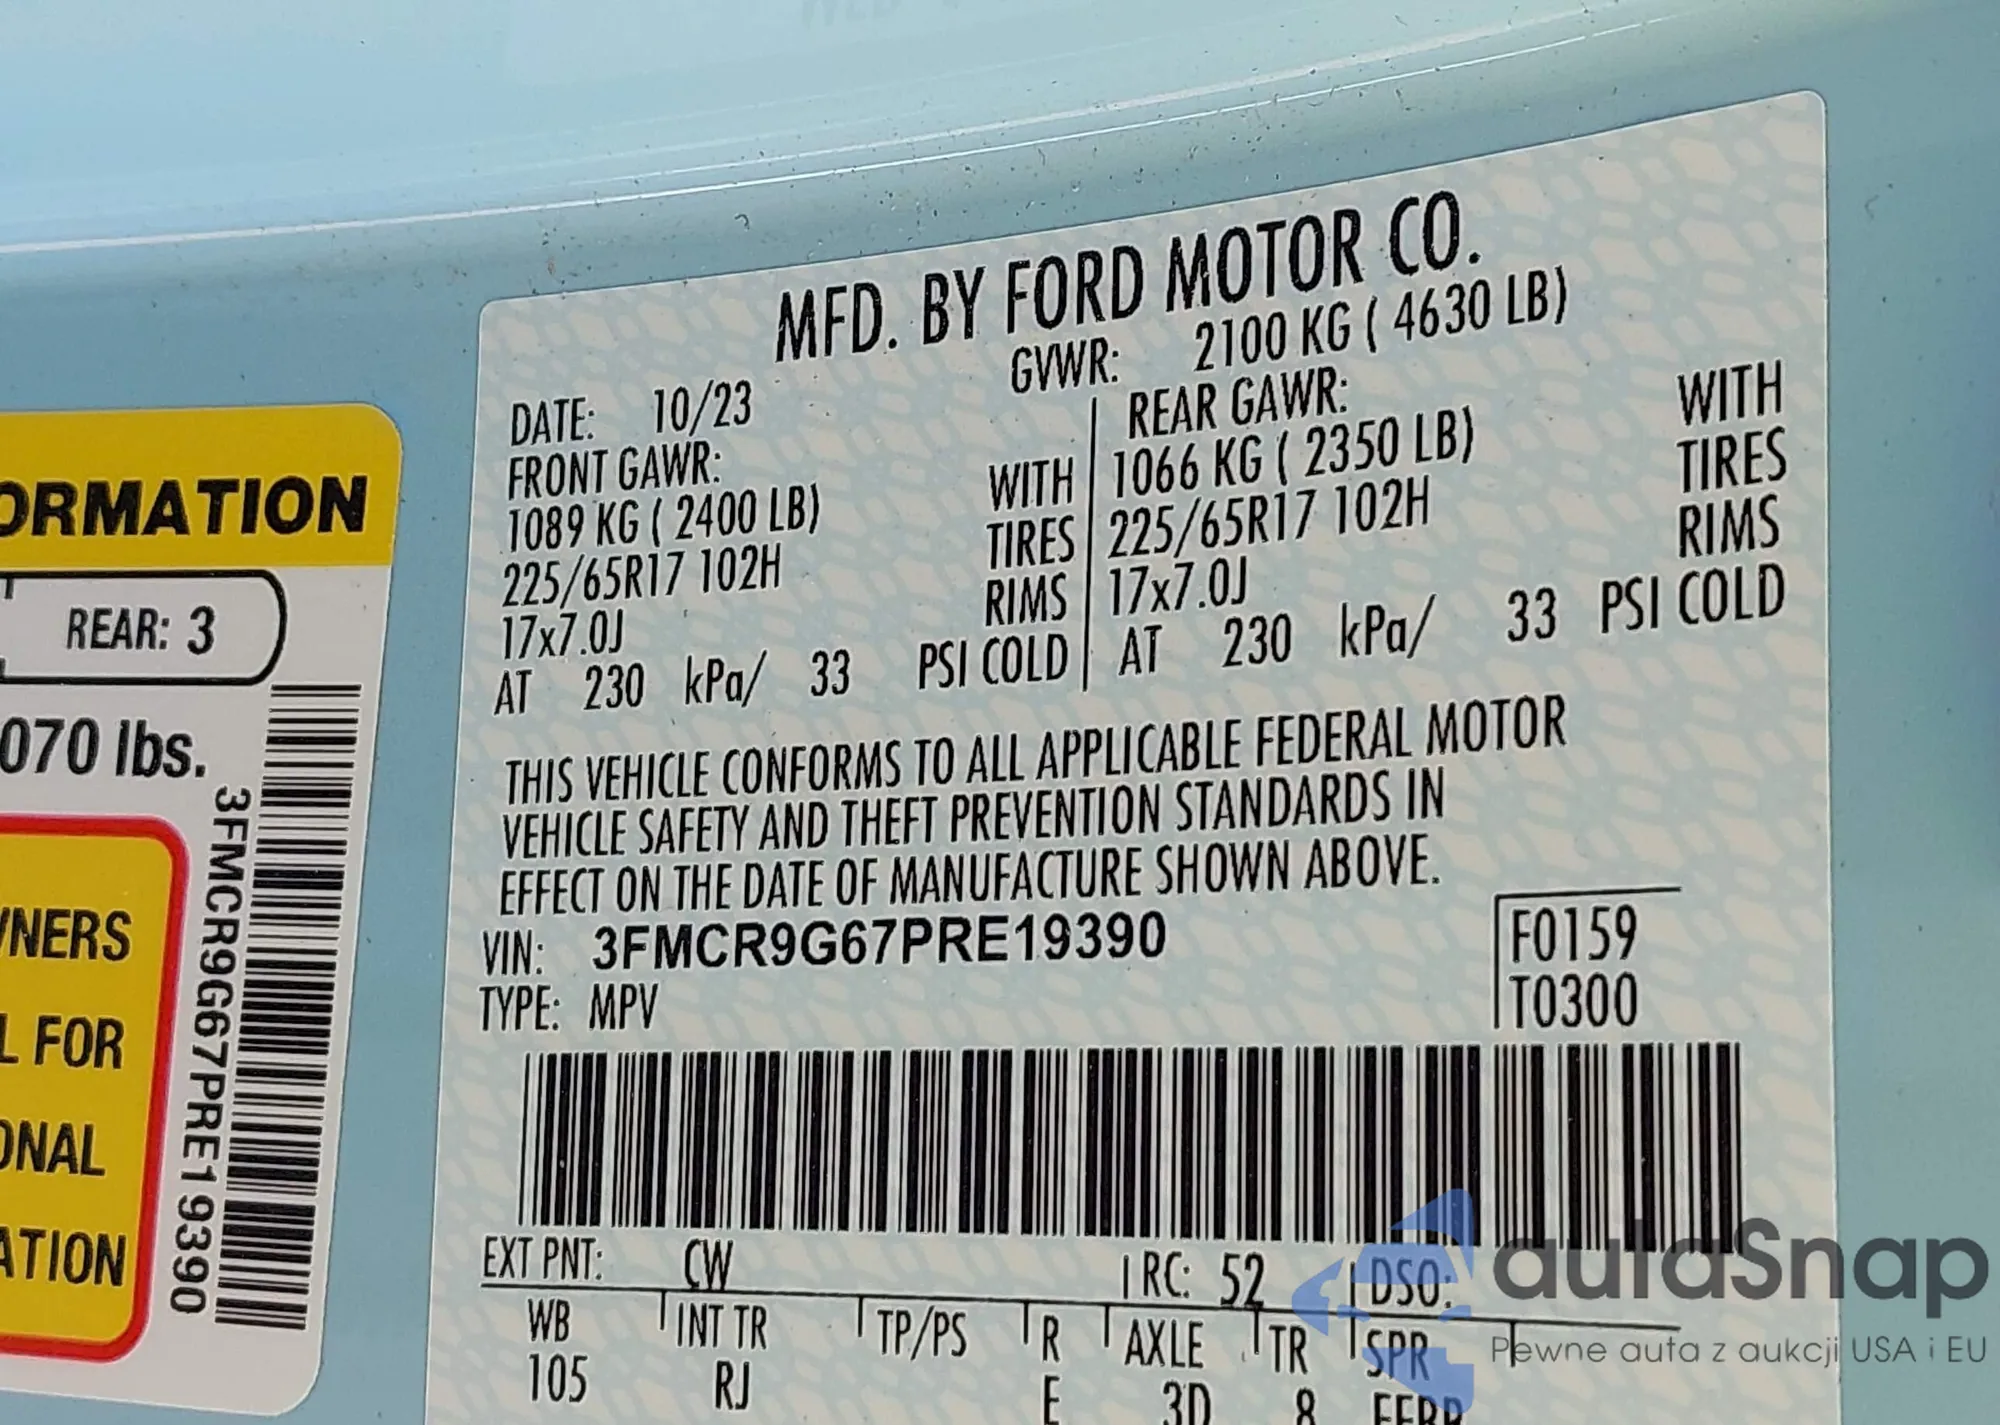 MFD. BY FORD MOTOR CO.
DATE: 10/23 GVWR: 2100 KG ( 4630 LB)
FRONT GAWR: REAR GAWR:
1089 KG ( 2400 LB) WITH 1066 KG ( 2350 LB) WITH
225/65R17 102H TIRES 225/65R17 102H TIRES
17x7.0J RIMS 17x7.0J RIMS
AT 230 kPa/ 33 PSI COLD AT 230 kPa/ 33 PSI COLD
THIS VEHICLE CONFORMS TO ALL APPLICABLE FEDERAL MOTOR
VEHICLE SAFETY AND THEFT PREVENTION STANDARDS IN
EFFECT ON THE DATE OF MANUFACTURE SHOWN ABOVE.
VIN: 3FMCR9G67PRE19390
TYPE: MPV
F0159
T0300
EXT PNT: CW RC: 52 DSO:
WB INT TR TP/PS R AXLE TR SPR
105 RJ E 3D 8
ORMATION
REAR: 3
070 lbs.
3FMCR9G67PRE19390
NERS
L FOR
ONAL
ATION
autaSnap
Pewne auta z aukcji USA i EU